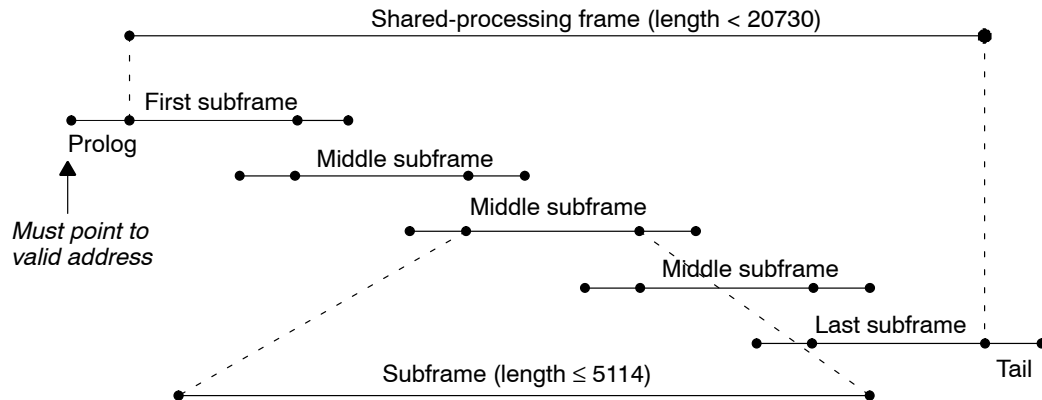 Shared-processing frame (length < 20730)
First subframe
Prolog
Middle subframe
Middle subframe
Must point to
valid address
Middle subframe
Last subframe
Tail
Subframe (length ≤ 5114)